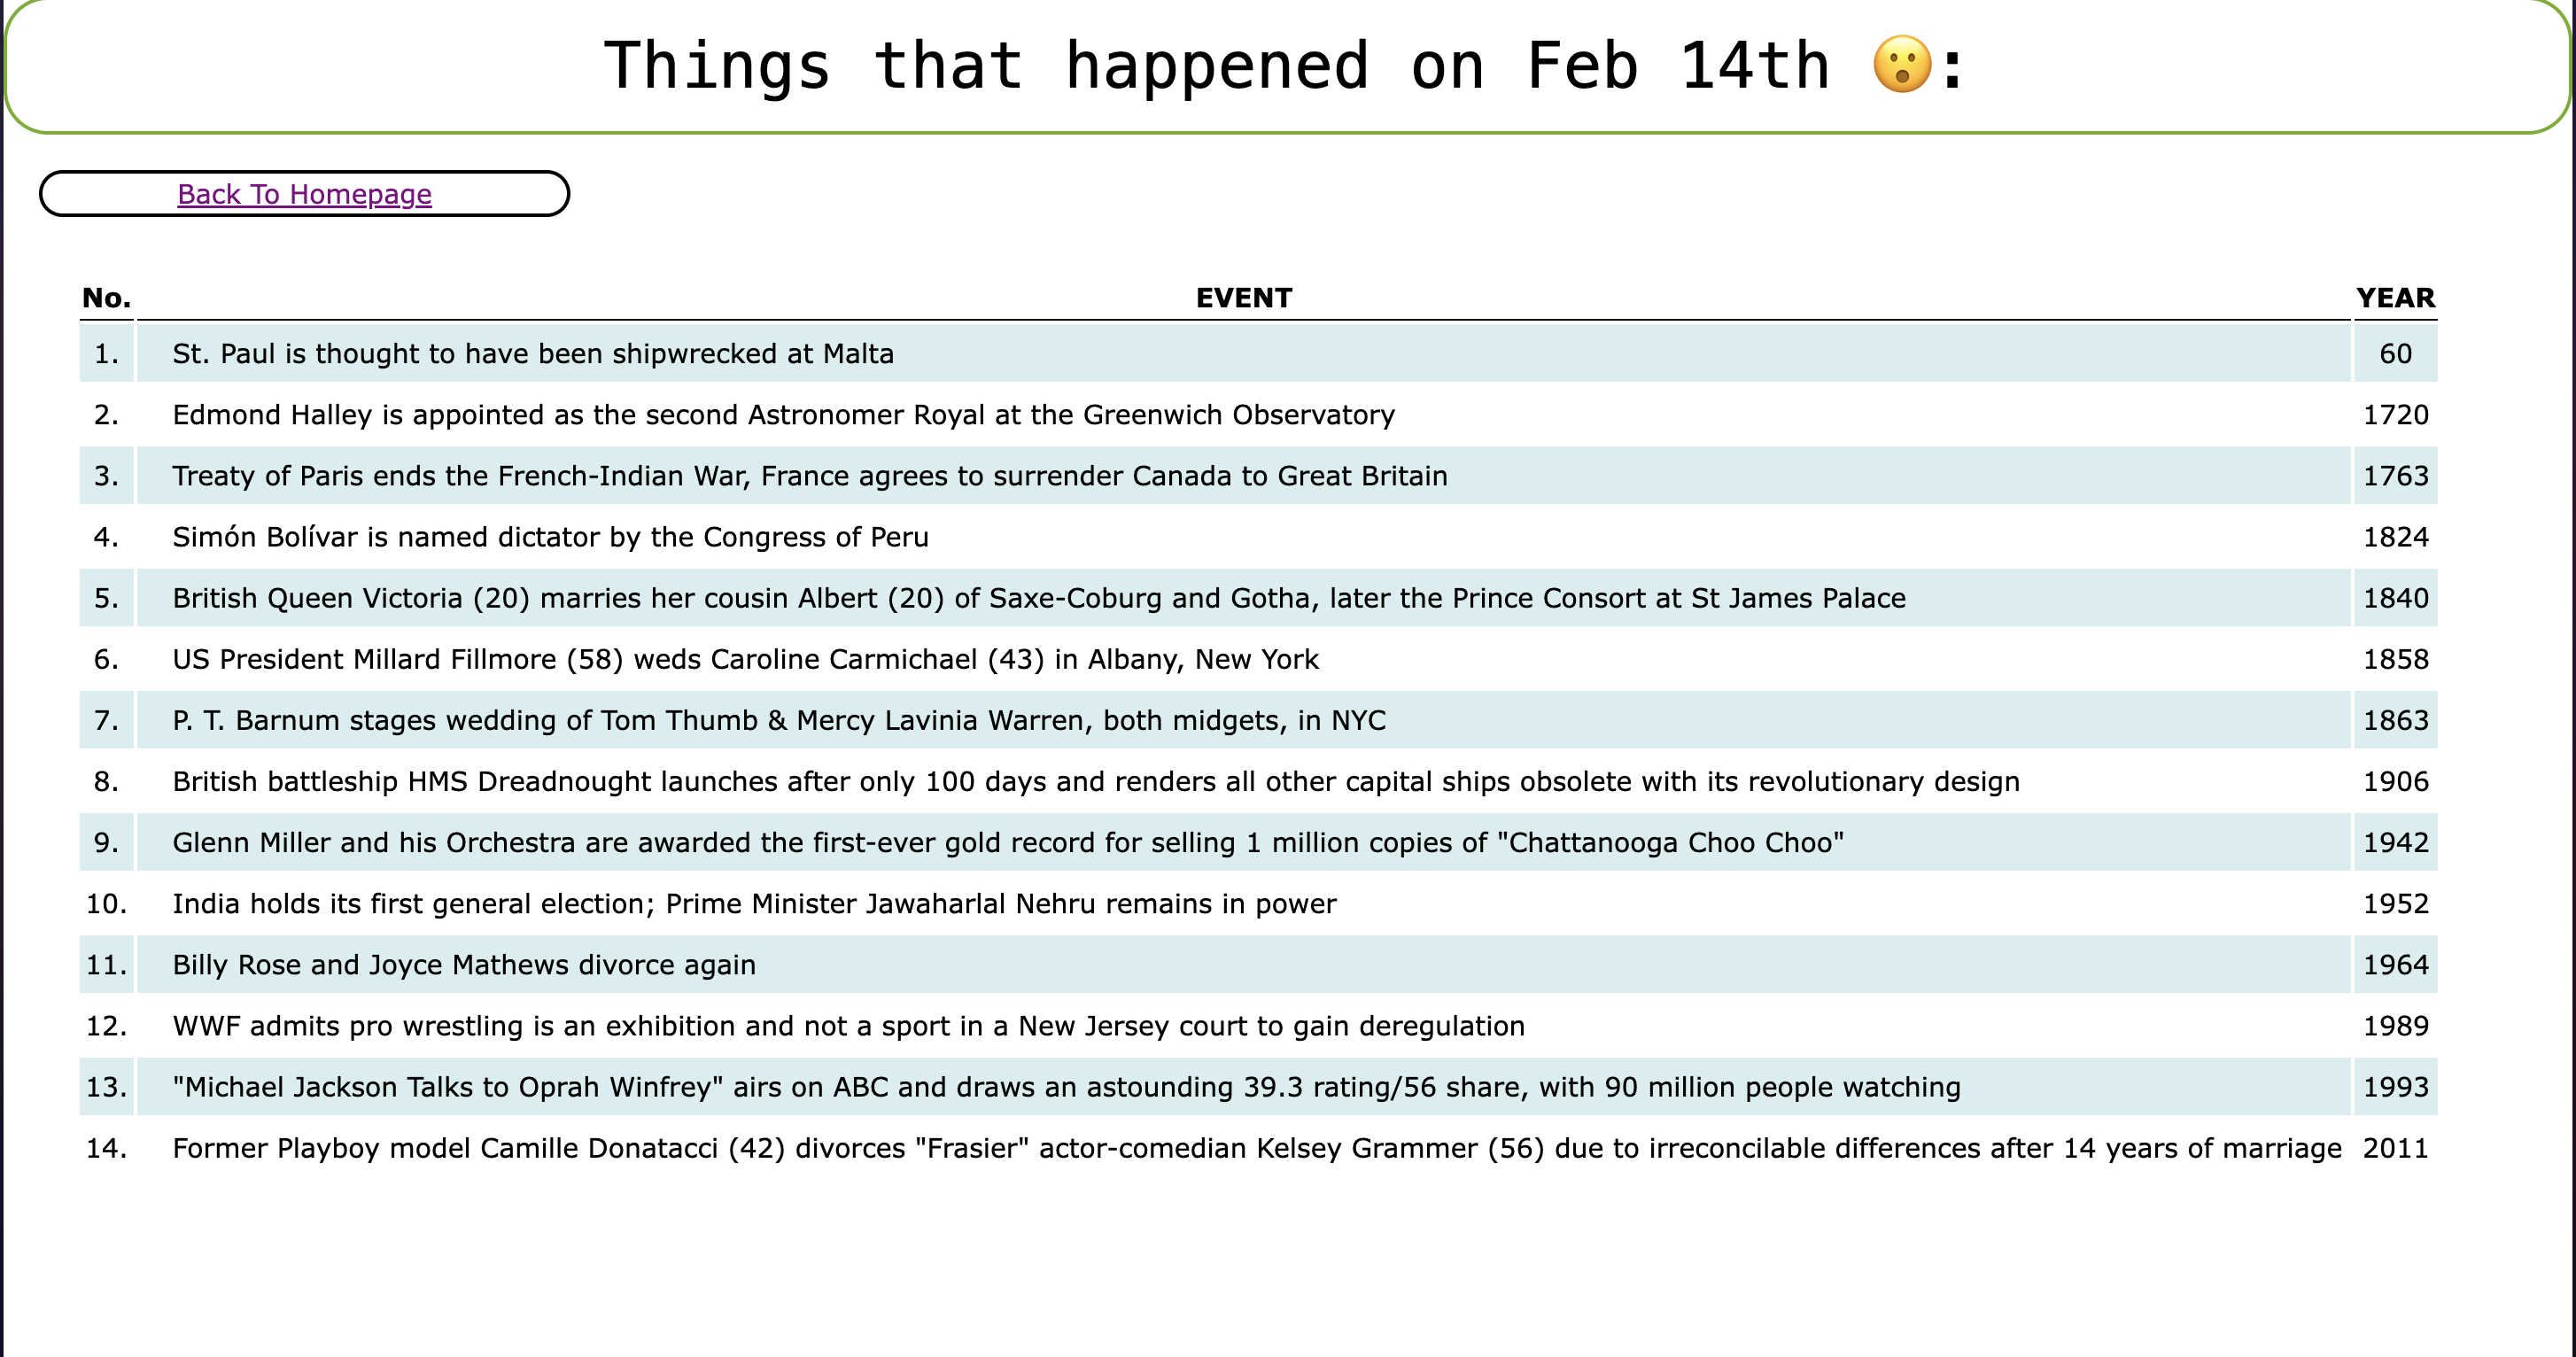 Things that happened on Feb 14th 😮:
Back To Homepage
No. EVENT YEAR
1. St. Paul is thought to have been shipwrecked at Malta 60
2. Edmond Halley is appointed as the second Astronomer Royal at the Greenwich Observatory 1720
3. Treaty of Paris ends the French-Indian War, France agrees to surrender Canada to Great Britain 1763
4. Simón Bolívar is named dictator by the Congress of Peru 1824
5. British Queen Victoria (20) marries her cousin Albert (20) of Saxe-Coburg and Gotha, later the Prince Consort at St James Palace 1840
6. US President Millard Fillmore (58) weds Caroline Carmichael (43) in Albany, New York 1858
7. P. T. Barnum stages wedding of Tom Thumb & Mercy Lavinia Warren, both midgets, in NYC 1863
8. British battleship HMS Dreadnought launches after only 100 days and renders all other capital ships obsolete with its revolutionary design 1906
9. Glenn Miller and his Orchestra are awarded the first-ever gold record for selling 1 million copies of "Chattanooga Choo Choo" 1942
10. India holds its first general election; Prime Minister Jawaharlal Nehru remains in power 1952
11. Billy Rose and Joyce Mathews divorce again 1964
12. WWF admits pro wrestling is an exhibition and not a sport in a New Jersey court to gain deregulation 1989
13. "Michael Jackson Talks to Oprah Winfrey" airs on ABC and draws an astounding 39.3 rating/56 share, with 90 million people watching 1993
14. Former Playboy model Camille Donatacci (42) divorces "Frasier" actor-comedian Kelsey Grammer (56) due to irreconcilable differences after 14 years of marriage 2011